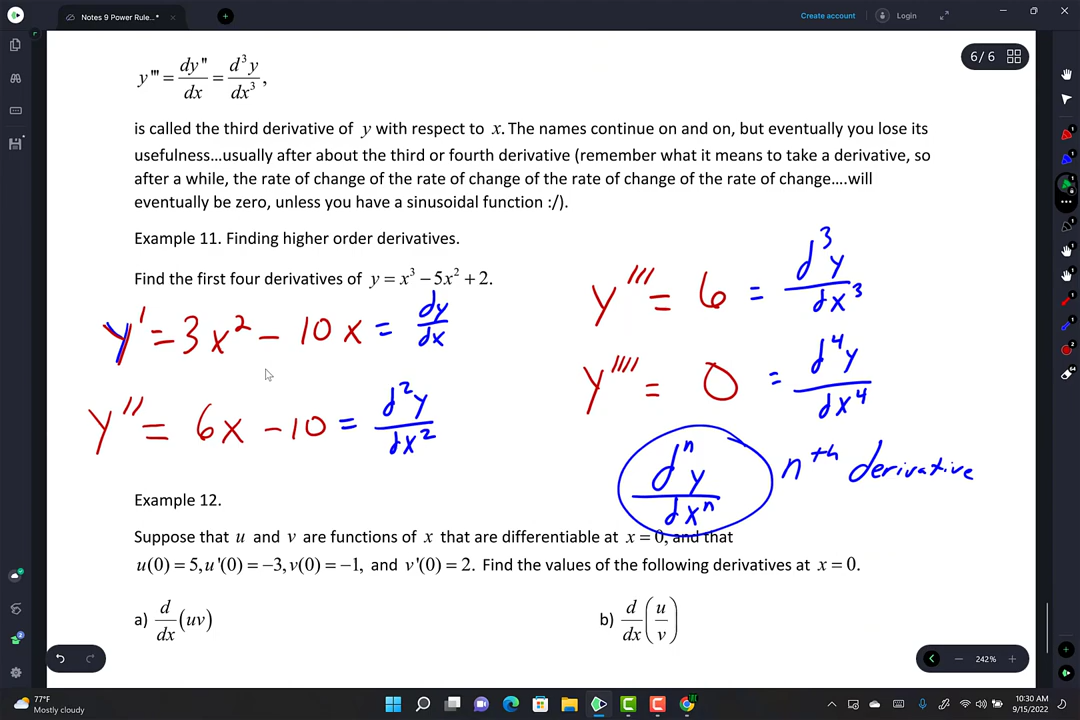 Notes 9 Power Rule...*
Create account
Login
6/6
y''' = dy''/dx = d³y/dx³,
is called the third derivative of y with respect to x. The names continue on and on, but eventually you lose its
usefulness...usually after about the third or fourth derivative (remember what it means to take a derivative, so
after a while, the rate of change of the rate of change of the rate of change of the rate of change....will
eventually be zero, unless you have a sinusoidal function :/).
Example 11. Finding higher order derivatives.
Find the first four derivatives of y = x³ − 5x² + 2.
y' = 3x² − 10x = dy/dx
y'' = 6x − 10 = d²y/dx²
y''' = 6 = d³y/dx³
y'''' = 0 = d⁴y/dx⁴
dⁿy/dxⁿ nth derivative
Example 12.
Suppose that u and v are functions of x that are differentiable at x = 0, and that
u(0) = 5, u'(0) = −3, v(0) = −1, and v'(0) = 2. Find the values of the following derivatives at x = 0.
a) d/dx (uv)
b) d/dx (u/v)
242%
77°F
Mostly cloudy
10:30 AM
9/15/2022